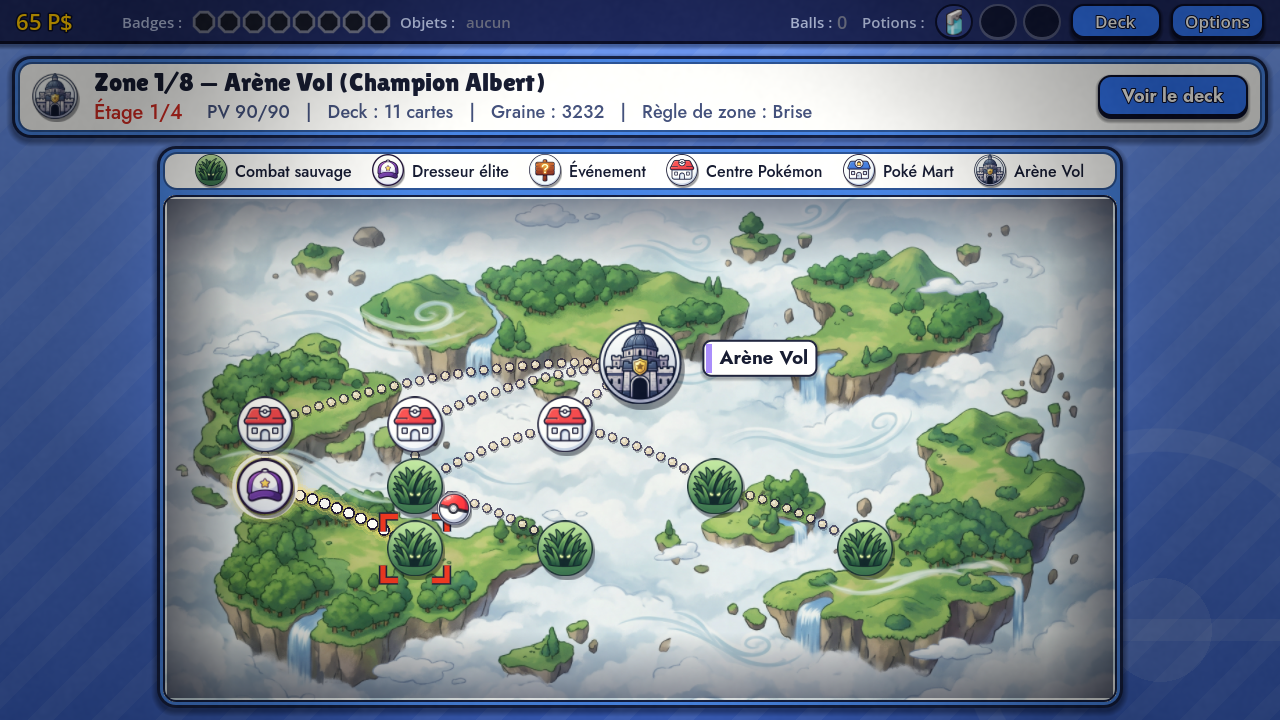 65 P$ Badges : Objets : aucun Balls : 0 Potions : Deck Options
Zone 1/8 — Arène Vol (Champion Albert)
Étage 1/4 PV 90/90 | Deck : 11 cartes | Graine : 3232 | Règle de zone : Brise
Voir le deck
Combat sauvage Dresseur élite Événement Centre Pokémon Poké Mart Arène Vol
Arène Vol